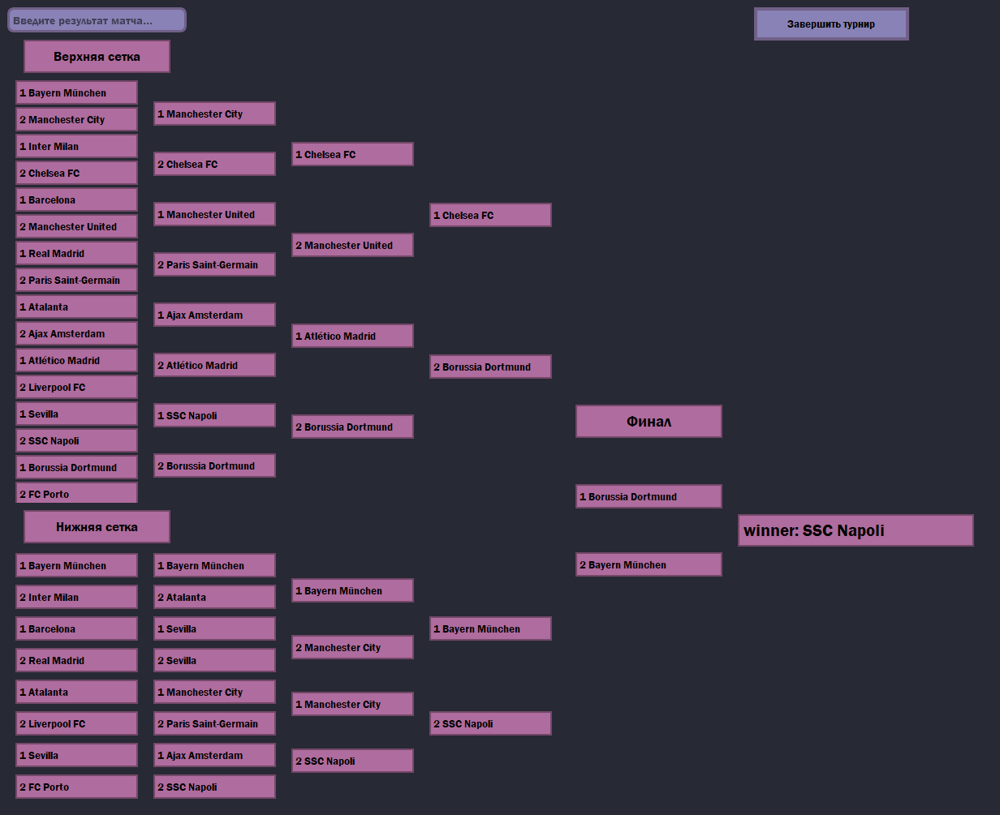 Введите результат матча...
Завершить турнир
Верхняя сетка
1 Bayern München
2 Manchester City
1 Inter Milan
2 Chelsea FC
1 Barcelona
2 Manchester United
1 Real Madrid
2 Paris Saint-Germain
1 Atalanta
2 Ajax Amsterdam
1 Atlético Madrid
2 Liverpool FC
1 Sevilla
2 SSC Napoli
1 Borussia Dortmund
2 FC Porto
1 Manchester City
2 Chelsea FC
1 Manchester United
2 Paris Saint-Germain
1 Ajax Amsterdam
2 Atlético Madrid
1 SSC Napoli
2 Borussia Dortmund
1 Chelsea FC
2 Manchester United
1 Atlético Madrid
2 Borussia Dortmund
1 Chelsea FC
2 Borussia Dortmund
Нижняя сетка
1 Bayern München
2 Inter Milan
1 Barcelona
2 Real Madrid
1 Atalanta
2 Liverpool FC
1 Sevilla
2 FC Porto
1 Bayern München
2 Atalanta
1 Sevilla
2 Sevilla
1 Manchester City
2 Paris Saint-Germain
1 Ajax Amsterdam
2 SSC Napoli
1 Bayern München
2 Manchester City
1 Manchester City
2 SSC Napoli
1 Bayern München
2 SSC Napoli
Финал
1 Borussia Dortmund
2 Bayern München
winner: SSC Napoli